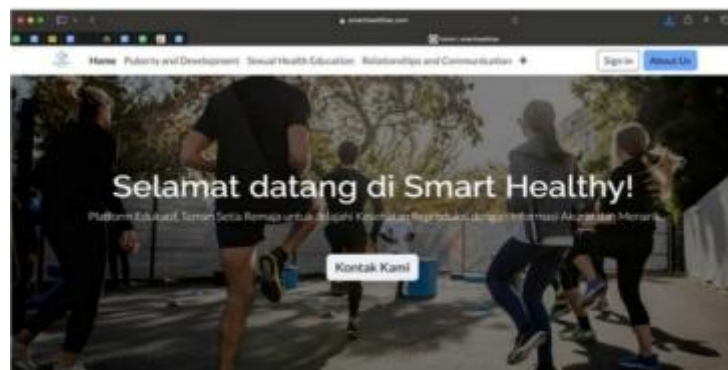 Home Puberty and Development Sexual Health Education Relationships and Communication +
Sign In
About Us
Selamat datang di Smart Healthy!
Platform Edukatif, Teman Setia Remaja untuk Jelajahi Kesehatan Reproduksi dengan Informasi Akurat dan Menarik
Kontak Kami